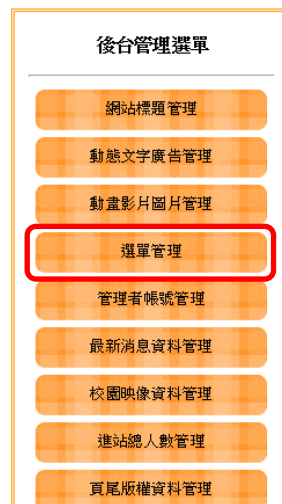 後台管理選單
網站標題管理
動態文字廣告管理
動畫影片圖片管理
選單管理
管理者帳號管理
最新消息資料管理
校園映像資料管理
進站總人數管理
頁尾版權資料管理